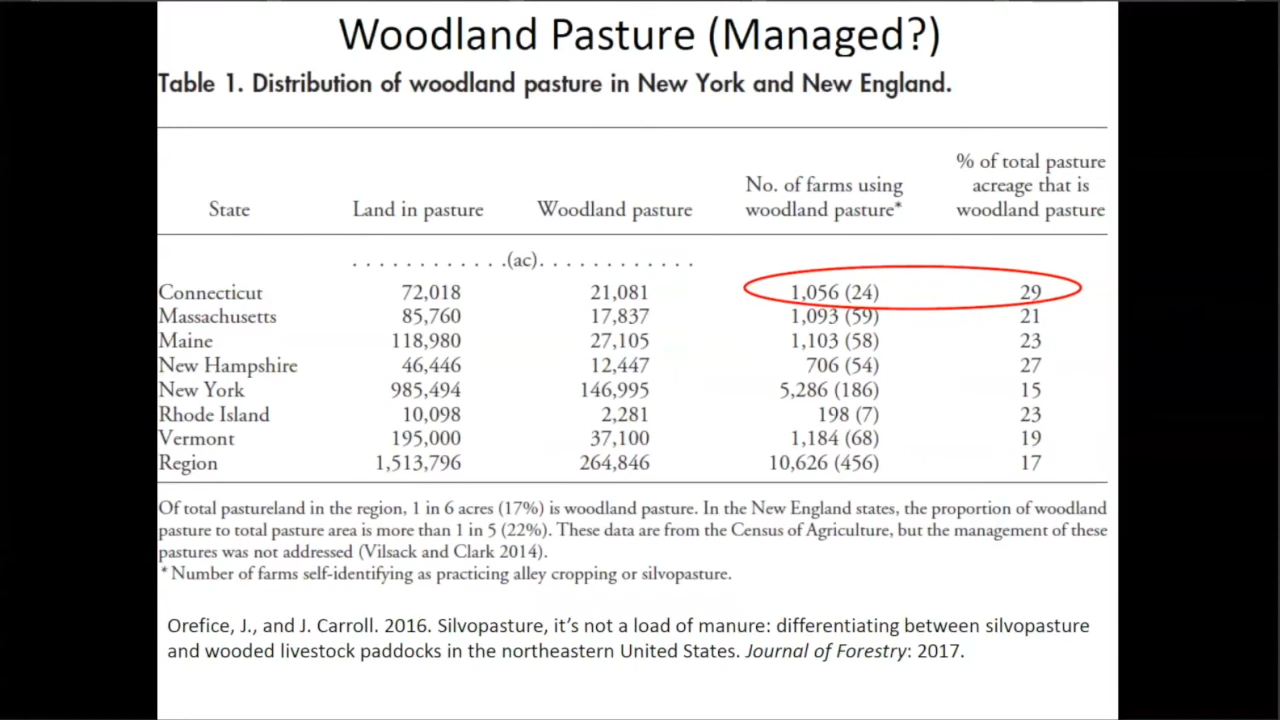 Woodland Pasture (Managed?)
Table 1. Distribution of woodland pasture in New York and New England.
State Land in pasture Woodland pasture No. of farms using woodland pasture* % of total pasture acreage that is woodland pasture
. . . . . . . . . . . .(ac). . . . . . . . . . . .
Connecticut 72,018 21,081 1,056 (24) 29
Massachusetts 85,760 17,837 1,093 (59) 21
Maine 118,980 27,105 1,103 (58) 23
New Hampshire 46,446 12,447 706 (54) 27
New York 985,494 146,995 5,286 (186) 15
Rhode Island 10,098 2,281 198 (7) 23
Vermont 195,000 37,100 1,184 (68) 19
Region 1,513,796 264,846 10,626 (456) 17
Of total pastureland in the region, 1 in 6 acres (17%) is woodland pasture. In the New England states, the proportion of woodland
pasture to total pasture area is more than 1 in 5 (22%). These data are from the Census of Agriculture, but the management of these
pastures was not addressed (Vilsack and Clark 2014).
* Number of farms self-identifying as practicing alley cropping or silvopasture.
Orefice, J., and J. Carroll. 2016. Silvopasture, it's not a load of manure: differentiating between silvopasture
and wooded livestock paddocks in the northeastern United States. Journal of Forestry: 2017.